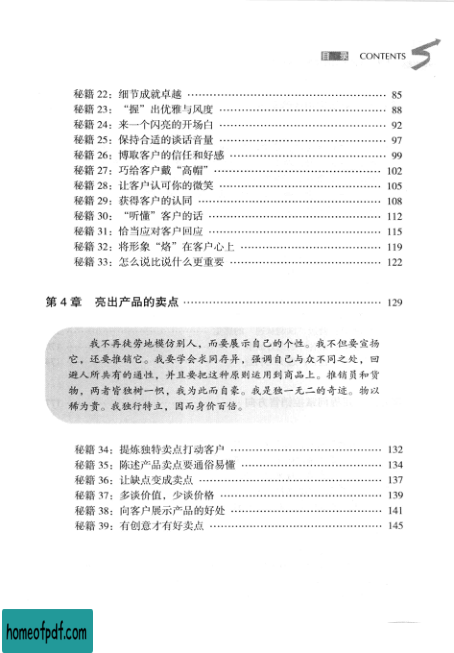 目 录 CONTENTS
秘籍 22：细节成就卓越 …………………………………… 85
秘籍 23：“握”出优雅与风度 …………………………………… 88
秘籍 24：来一个闪亮的开场白 …………………………………… 92
秘籍 25：保持合适的谈话音量 …………………………………… 97
秘籍 26：博取客户的信任和好感 …………………………………… 99
秘籍 27：巧给客户戴“高帽” …………………………………… 102
秘籍 28：让客户认可你的微笑 …………………………………… 105
秘籍 29：获得客户的认同 …………………………………… 108
秘籍 30：“听懂”客户的话 …………………………………… 112
秘籍 31：恰当应对客户回应 …………………………………… 115
秘籍 32：将形象“烙”在客户心上 …………………………………… 119
秘籍 33：怎么说比说什么更重要 …………………………………… 122
第 4 章 亮出产品的卖点 …………………………………… 129
我不再徒劳地模仿别人，而要展示自己的个性。我不但要宣扬
它，还要推销它。我要学会求同存异，强调自己与众不同之处，回
避人所共有的通性，并且要把这种原则运用到商品上。推销员和货
物，两者皆独树一帜，我为此而自豪。我是独一无二的奇迹。物以
稀为贵。我独行特立，因而身价百倍。
秘籍 34：提炼独特卖点打动客户 …………………………………… 132
秘籍 35：陈述产品卖点要通俗易懂 …………………………………… 134
秘籍 36：让缺点变成卖点 …………………………………… 137
秘籍 37：多谈价值，少谈价格 …………………………………… 139
秘籍 38：向客户展示产品的好处 …………………………………… 141
秘籍 39：有创意才有好卖点 …………………………………… 145
homeofpdf.com